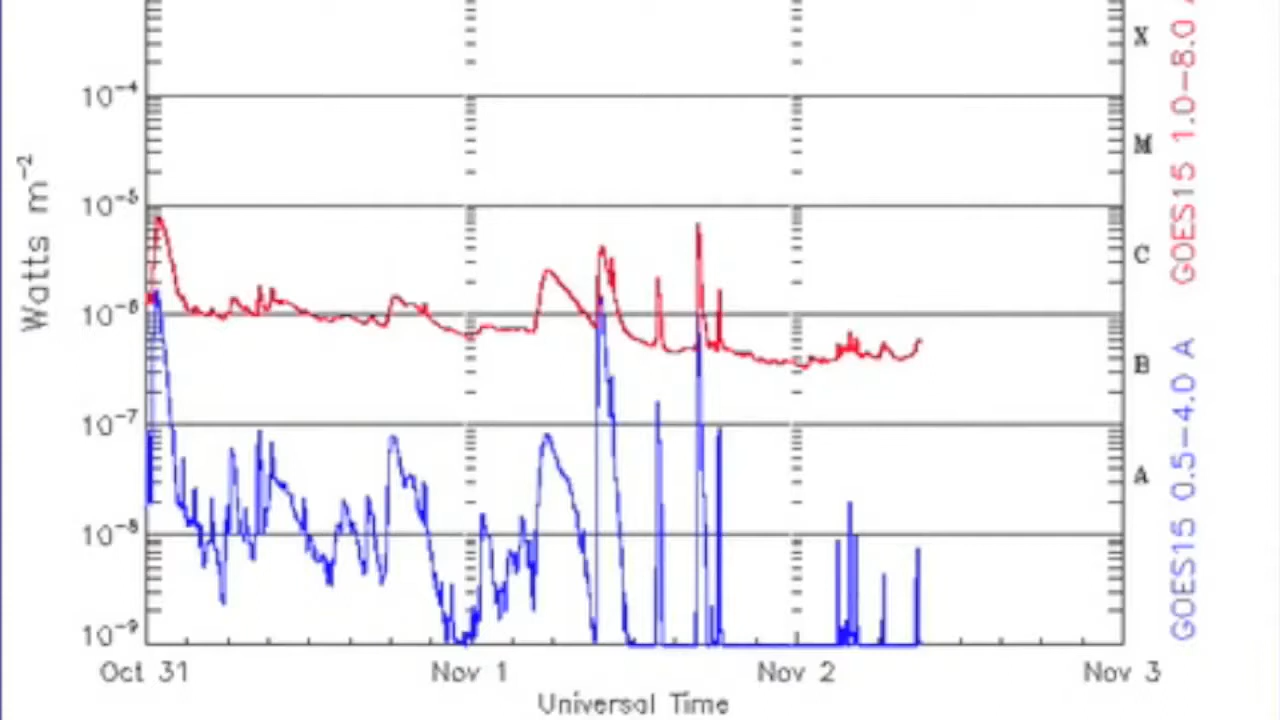 X
10⁻⁴
M
10⁻⁵
C
10⁻⁶
B
10⁻⁷
A
10⁻⁸
10⁻⁹
Oct 31 Nov 1 Nov 2 Nov 3
Universal Time
Watts m⁻²
GOES15 1.0-8.0 A
GOES15 0.5-4.0 A